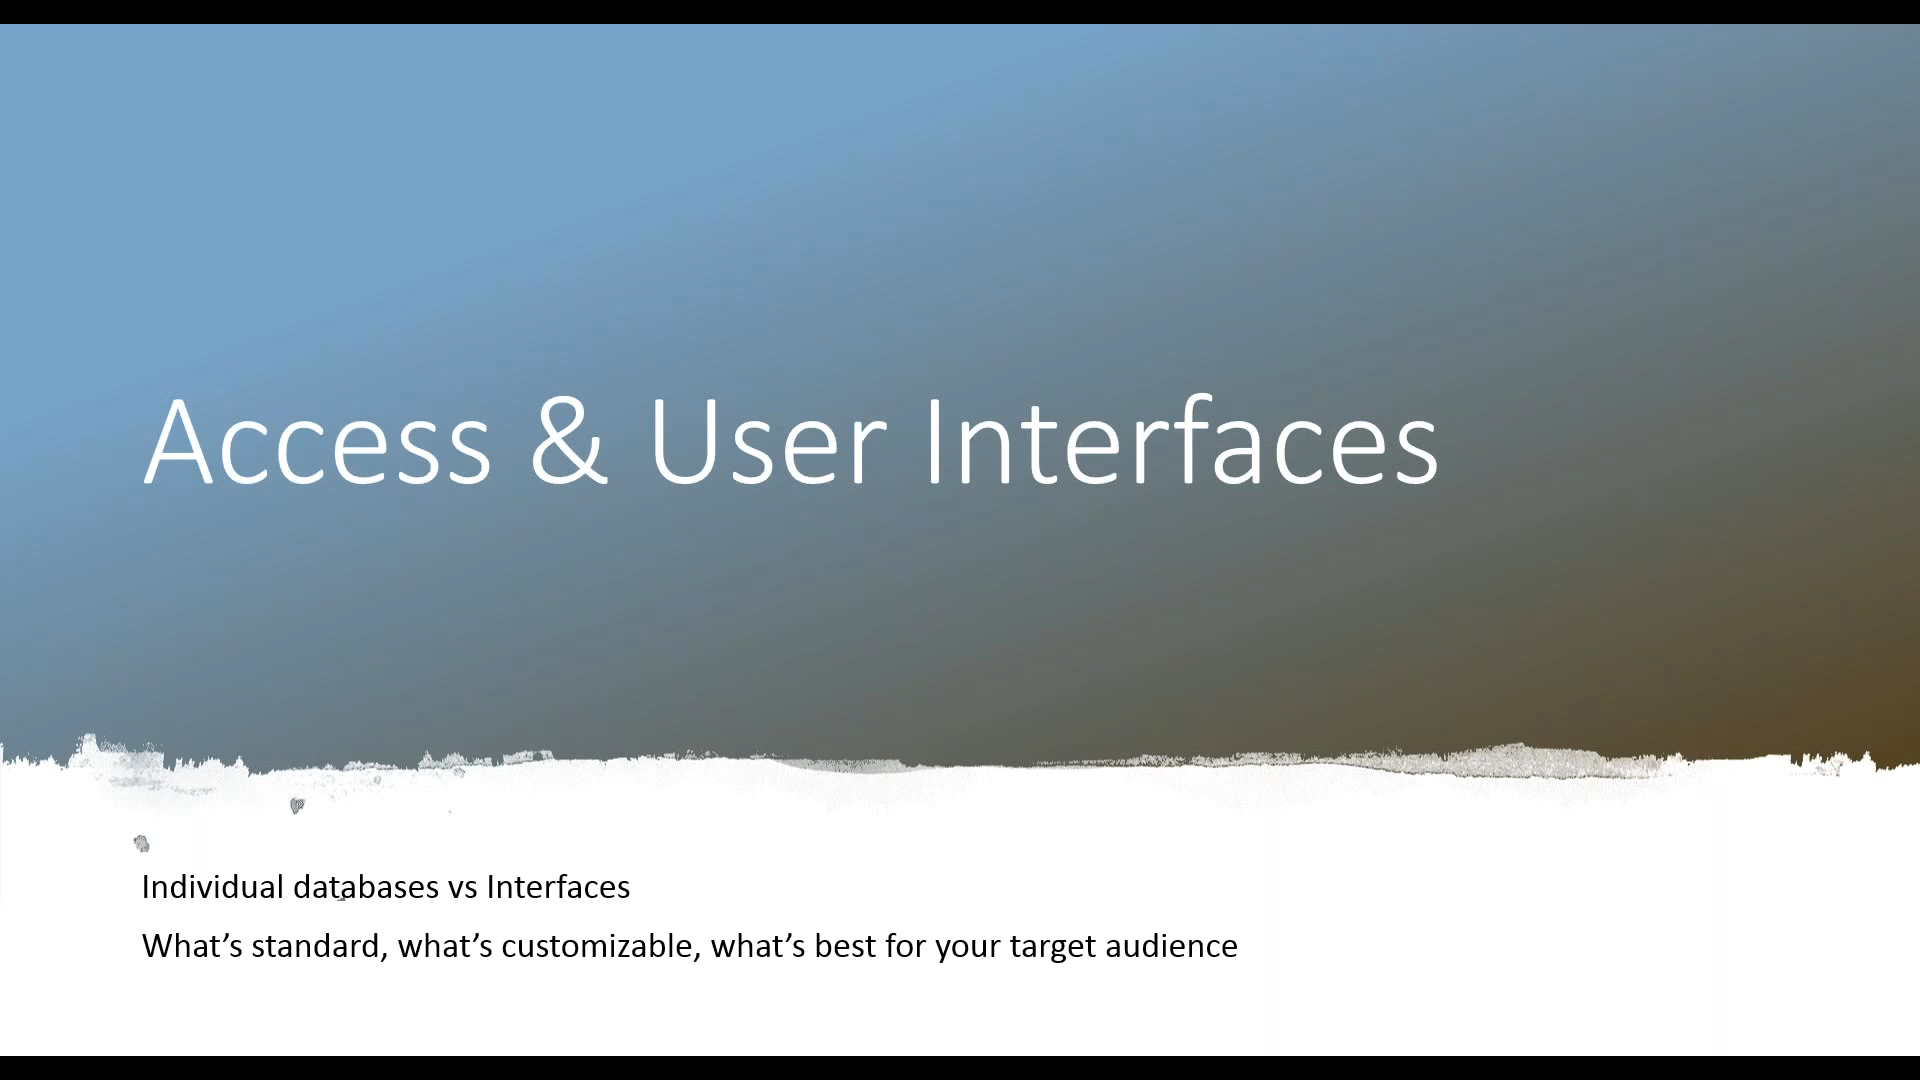 Access & User Interfaces
Individual databases vs Interfaces
What’s standard, what’s customizable, what’s best for your target audience